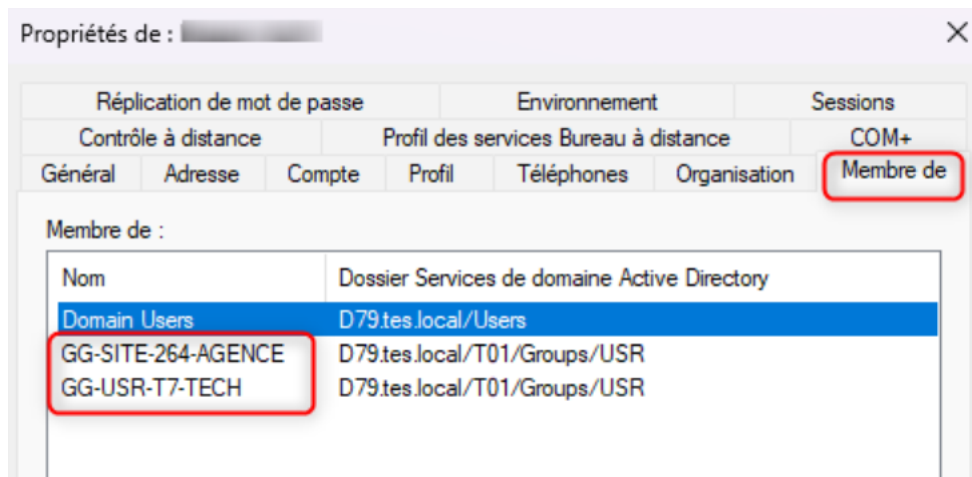 Propriétés de :
Réplication de mot de passe Environnement Sessions
Contrôle à distance Profil des services Bureau à distance COM+
Général Adresse Compte Profil Téléphones Organisation Membre de
Membre de :
Nom Dossier Services de domaine Active Directory
Domain Users D79.tes.local/Users
GG-SITE-264-AGENCE D79.tes.local/T01/Groups/USR
GG-USR-T7-TECH D79.tes.local/T01/Groups/USR